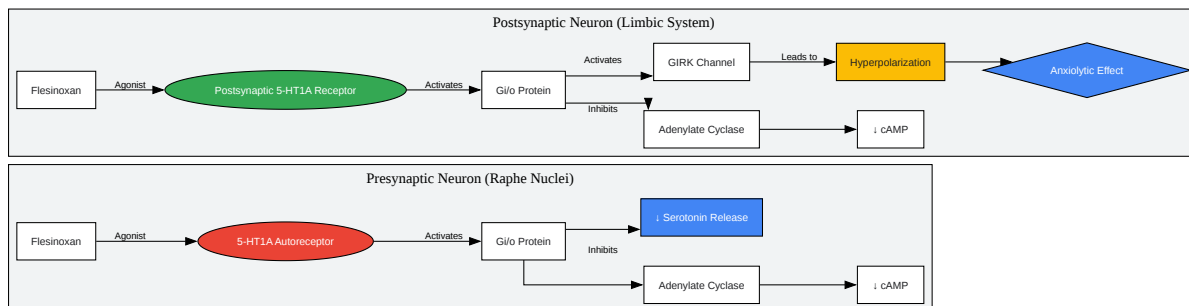 Postsynaptic Neuron (Limbic System)
Flesinoxan
Agonist
Postsynaptic 5-HT1A Receptor
Activates
Gi/o Protein
Activates
GIRK Channel
Leads to
Hyperpolarization
Anxiolytic Effect
Inhibits
Adenylate Cyclase
↓ cAMP
Presynaptic Neuron (Raphe Nuclei)
Flesinoxan
Agonist
5-HT1A Autoreceptor
Activates
Gi/o Protein
↓ Serotonin Release
Inhibits
Adenylate Cyclase
↓ cAMP